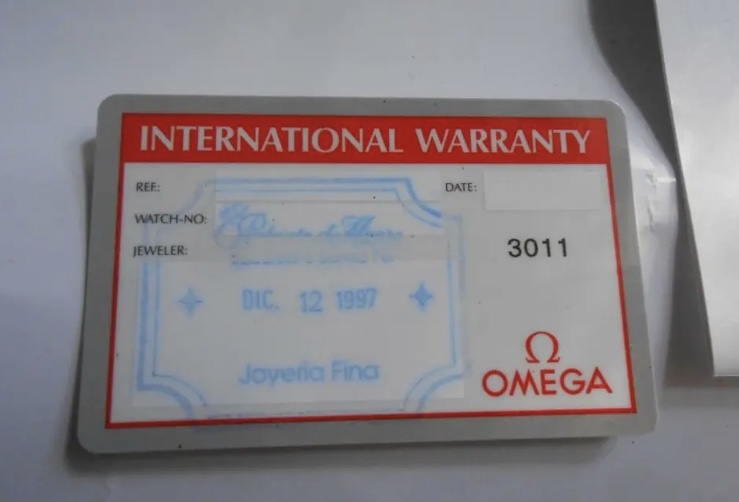 INTERNATIONAL WARRANTY
REF.:
DATE:
WATCH-NO:
JEWELER:
3011
DIC. 12 1997
Joyeria Fina
Ω
OMEGA